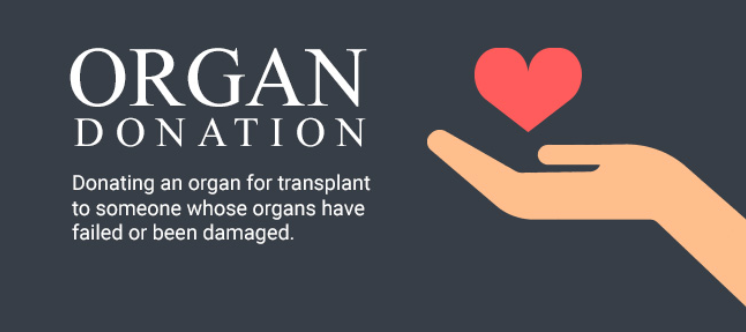 ORGAN
DONATION
Donating an organ for transplant
to someone whose organs have
failed or been damaged.